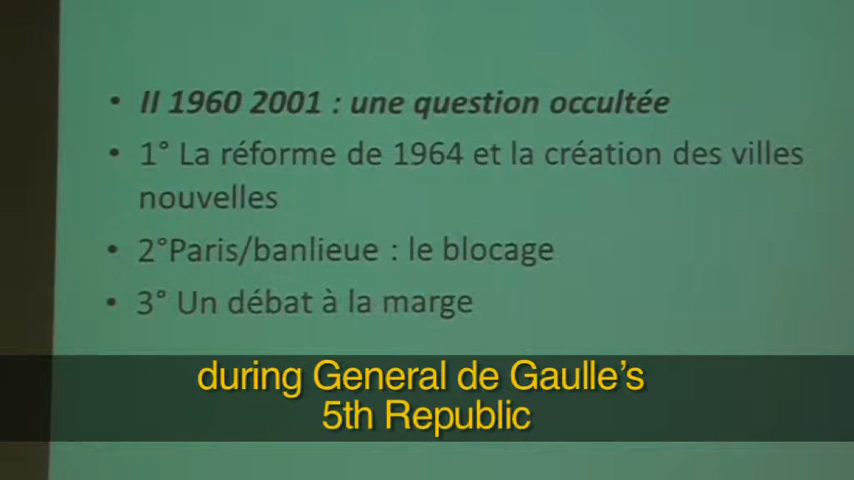 • II 1960 2001 : une question occultée
• 1° La réforme de 1964 et la création des villes
nouvelles
• 2°Paris/banlieue : le blocage
• 3° Un débat à la marge
during General de Gaulle’s
5th Republic